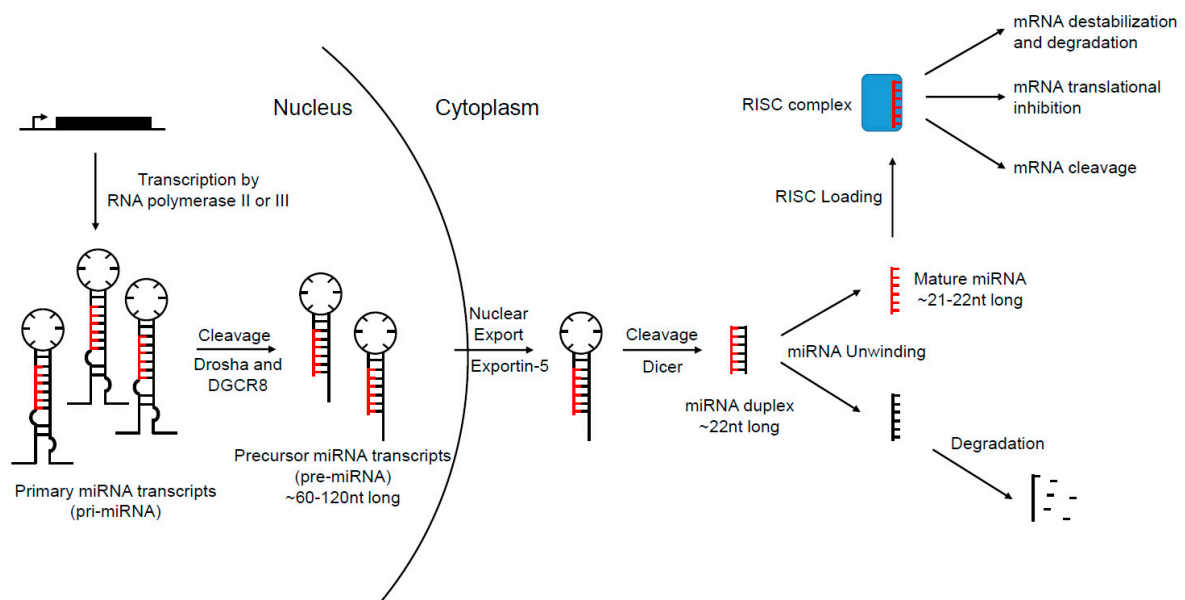 Nucleus
Cytoplasm
Transcription by
RNA polymerase II or III
Primary miRNA transcripts
(pri-miRNA)
Cleavage
Drosha and
DGCR8
Precursor miRNA transcripts
(pre-miRNA)
~60-120nt long
Nuclear
Export
Exportin-5
Cleavage
Dicer
miRNA duplex
~22nt long
miRNA Unwinding
Mature miRNA
~21-22nt long
Degradation
RISC Loading
RISC complex
mRNA destabilization
and degradation
mRNA translational
inhibition
mRNA cleavage